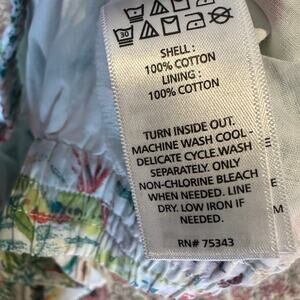 30
SHELL :
100% COTTON
LINING :
100% COTTON
TURN INSIDE OUT.
MACHINE WASH COOL -
DELICATE CYCLE.WASH
SEPARATELY. ONLY
NON-CHLORINE BLEACH
WHEN NEEDED. LINE
DRY. LOW IRON IF
NEEDED.
RN# 75343
E
E
M